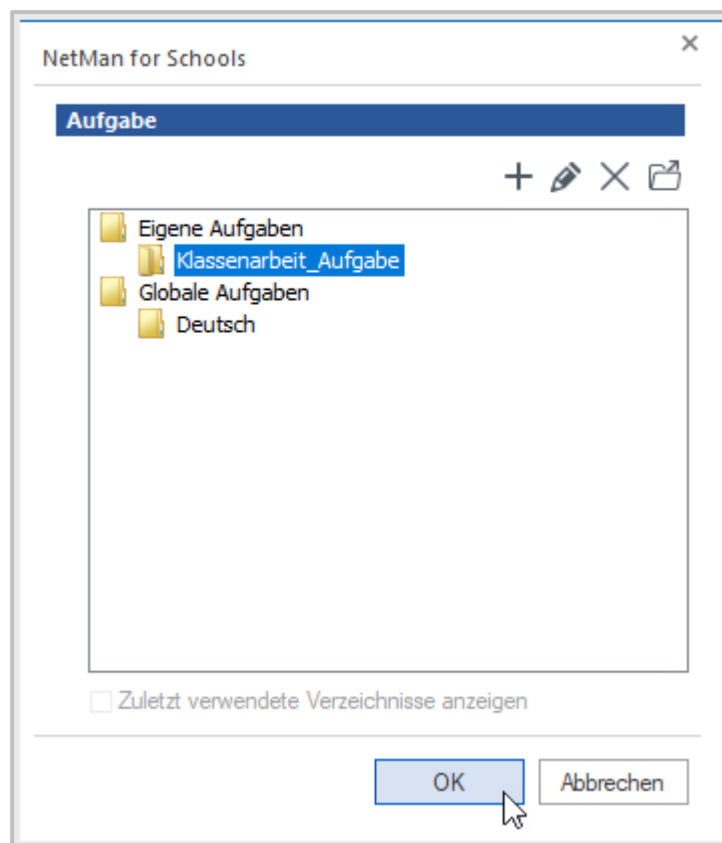 NetMan for Schools
Aufgabe
Eigene Aufgaben
Klassenarbeit_Aufgabe
Globale Aufgaben
Deutsch
Zuletzt verwendete Verzeichnisse anzeigen
OK Abbrechen